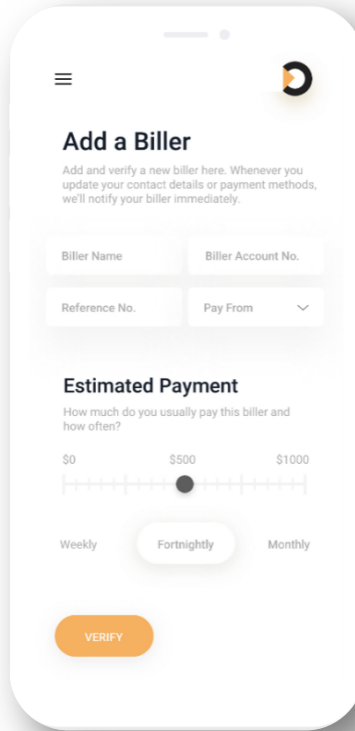 Add a Biller
Add and verify a new biller here. Whenever you
update your contact details or payment methods,
we'll notify your biller immediately.
Biller Name
Biller Account No.
Reference No.
Pay From
Estimated Payment
How much do you usually pay this biller and
how often?
$0 $500 $1000
Weekly Fortnightly Monthly
VERIFY